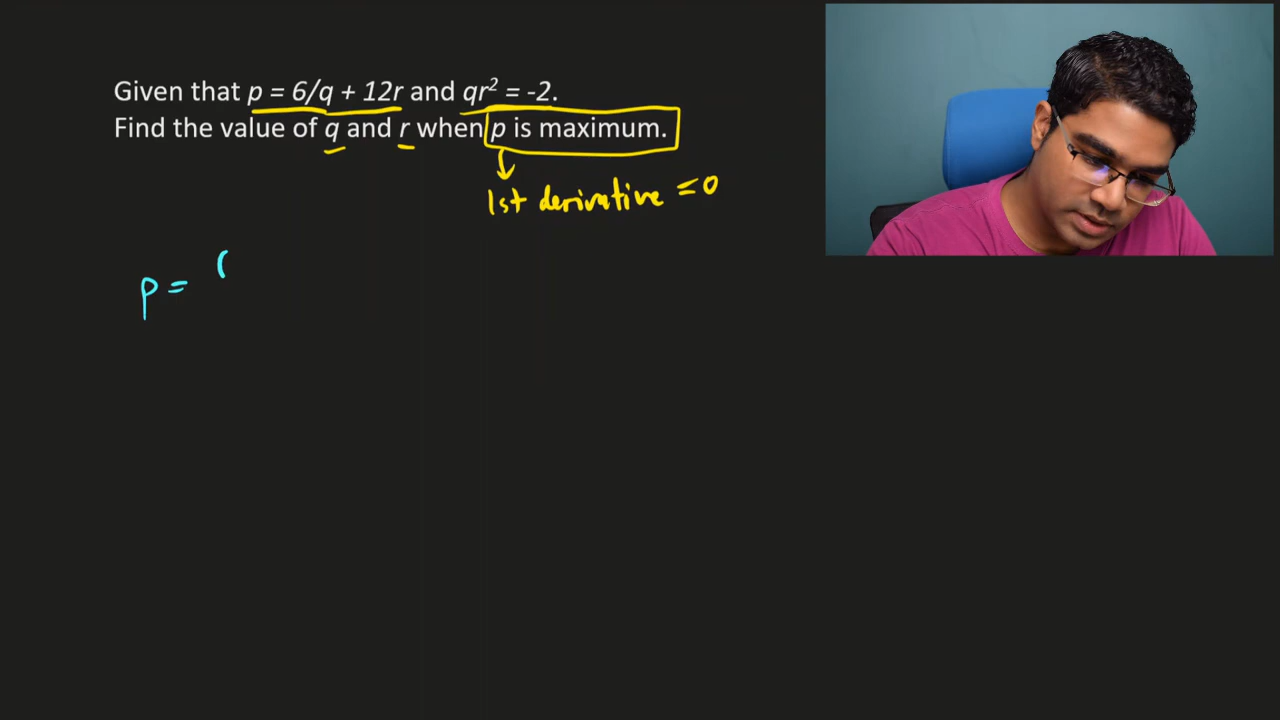 Given that p = 6/q + 12r and qr² = -2.
Find the value of q and r when p is maximum.
1st derivative = 0
p =